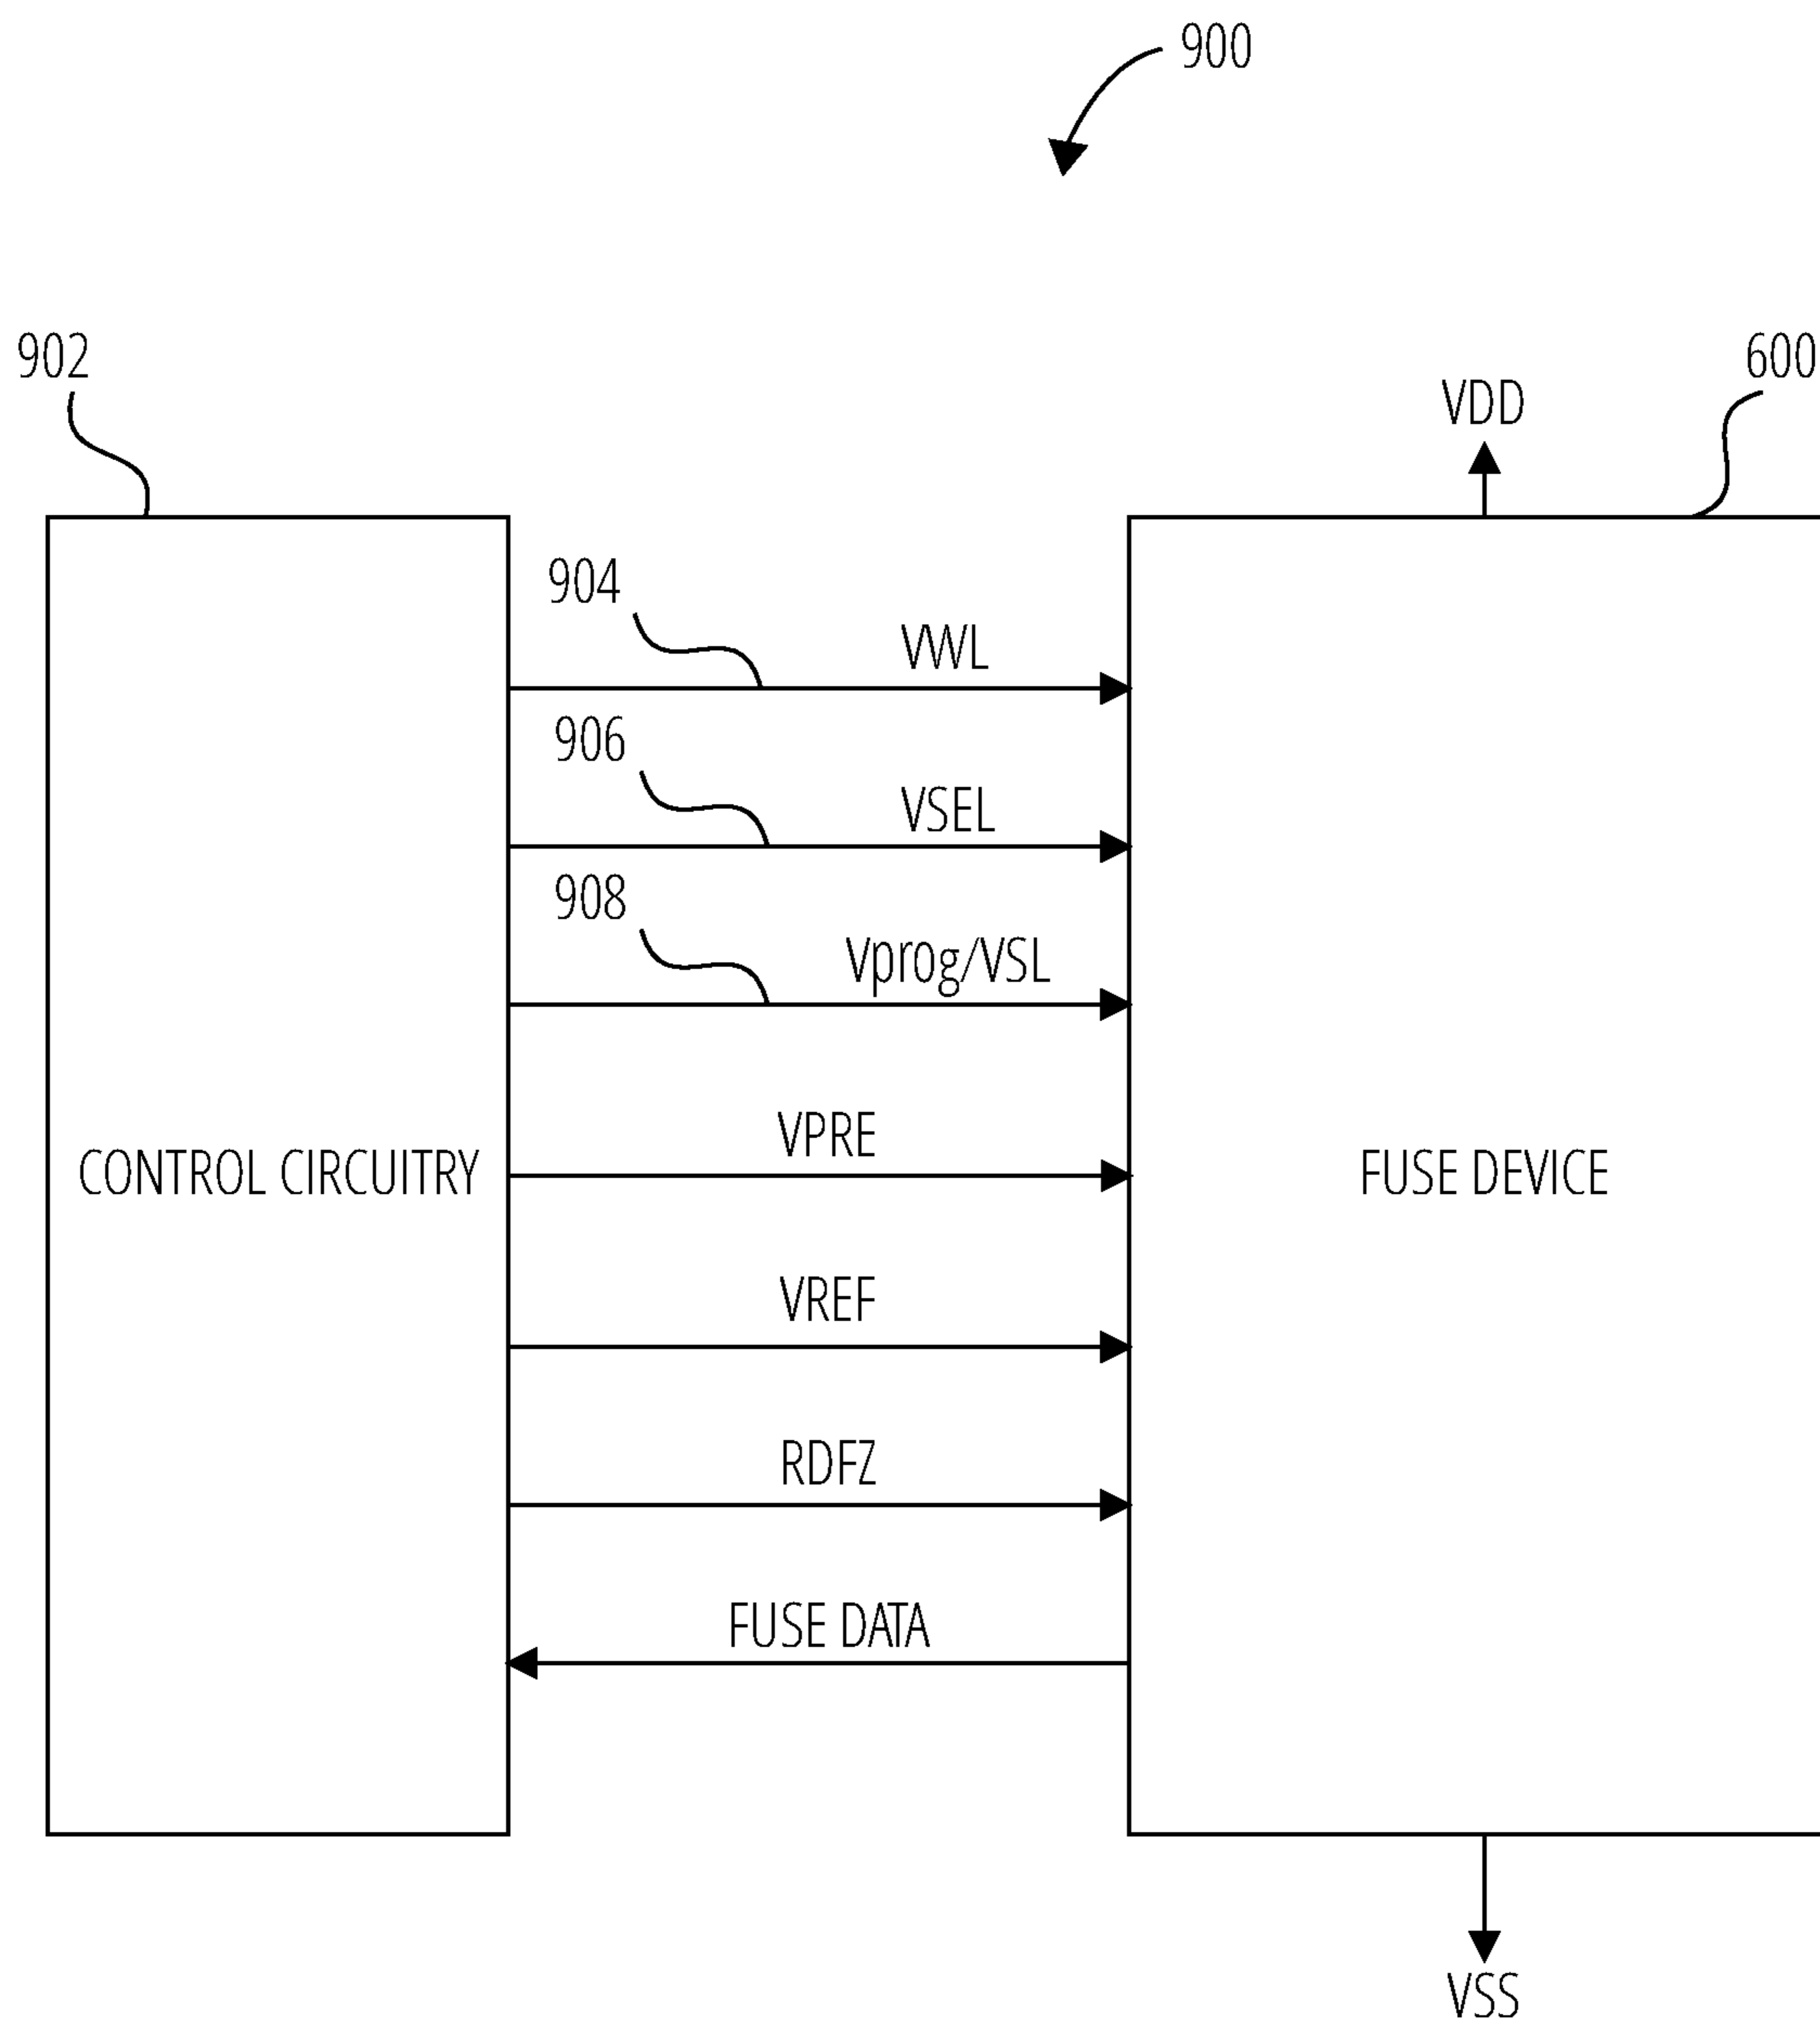 900
902
600
VDD
904
VWL
906
VSEL
908
Vprog/VSL
VPRE
CONTROL CIRCUITRY
FUSE DEVICE
VREF
RDFZ
FUSE DATA
VSS